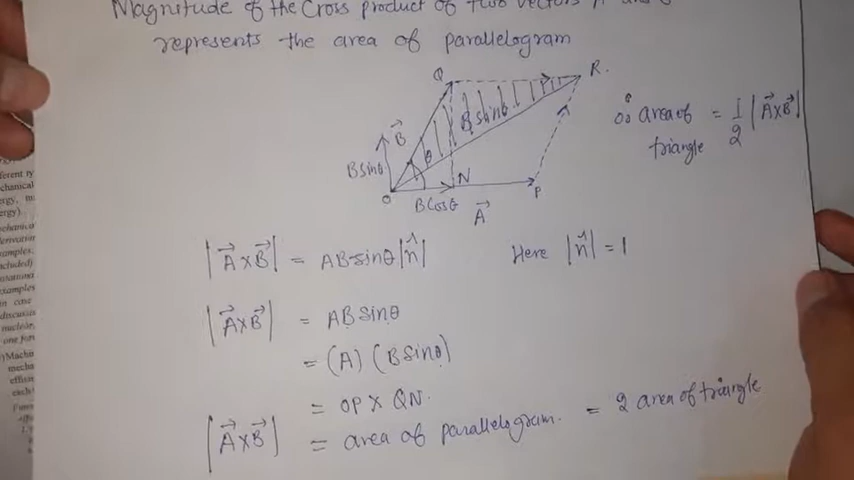 Magnitude of the Cross product of two vectors
represents the area of parallelogram
Q
R.
B⃗
B sinθ
θ
B sinθ
O
N
P
B cosθ
A⃗
∴ area of triangle = 1/2 |A⃗×B⃗|
|A⃗×B⃗| = AB sinθ |n̂|
Here |n̂| = 1
|A⃗×B⃗| = AB sinθ
= (A) (B sinθ)
= OP × QN.
|A⃗×B⃗| = area of parallelogram. = 2 area of triangle